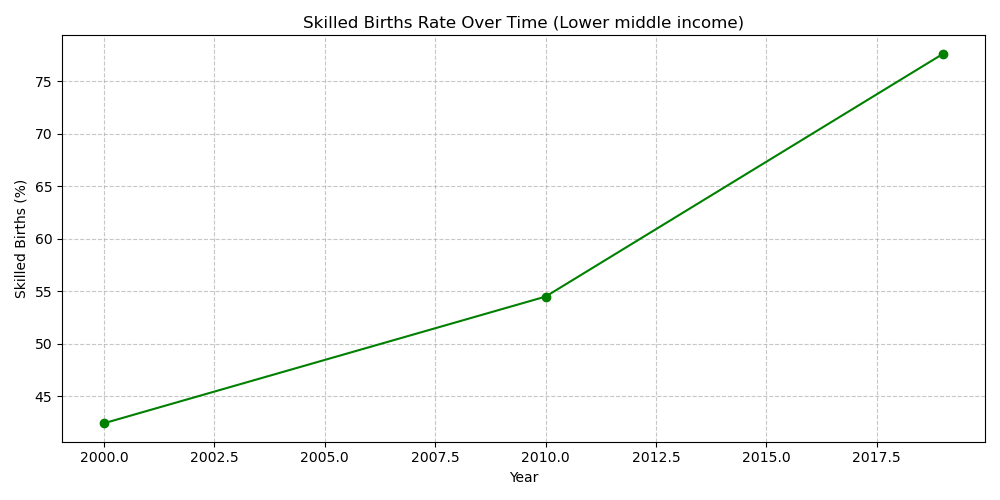 Skilled Births Rate Over Time (Lower middle income)
Skilled Births (%)
75
70
65
60
55
50
45
2000.0 2002.5 2005.0 2007.5 2010.0 2012.5 2015.0 2017.5
Year